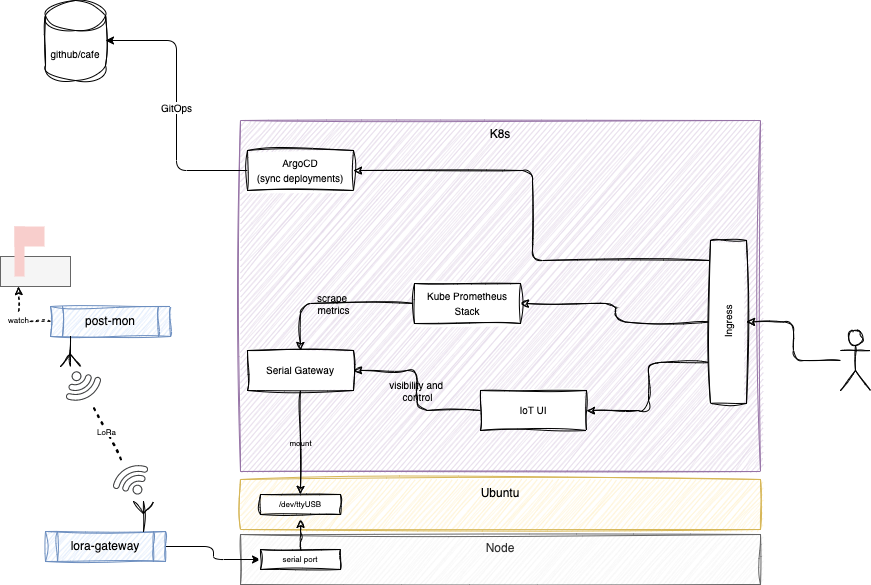 github/cafe
GitOps
K8s
ArgoCD
(sync deployments)
scrape
metrics
Kube Prometheus
Stack
Ingress
watch
post-mon
Serial Gateway
visibility and
control
IoT UI
LoRa
mount
Ubuntu
/dev/ttyUSB
lora-gateway
Node
serial port